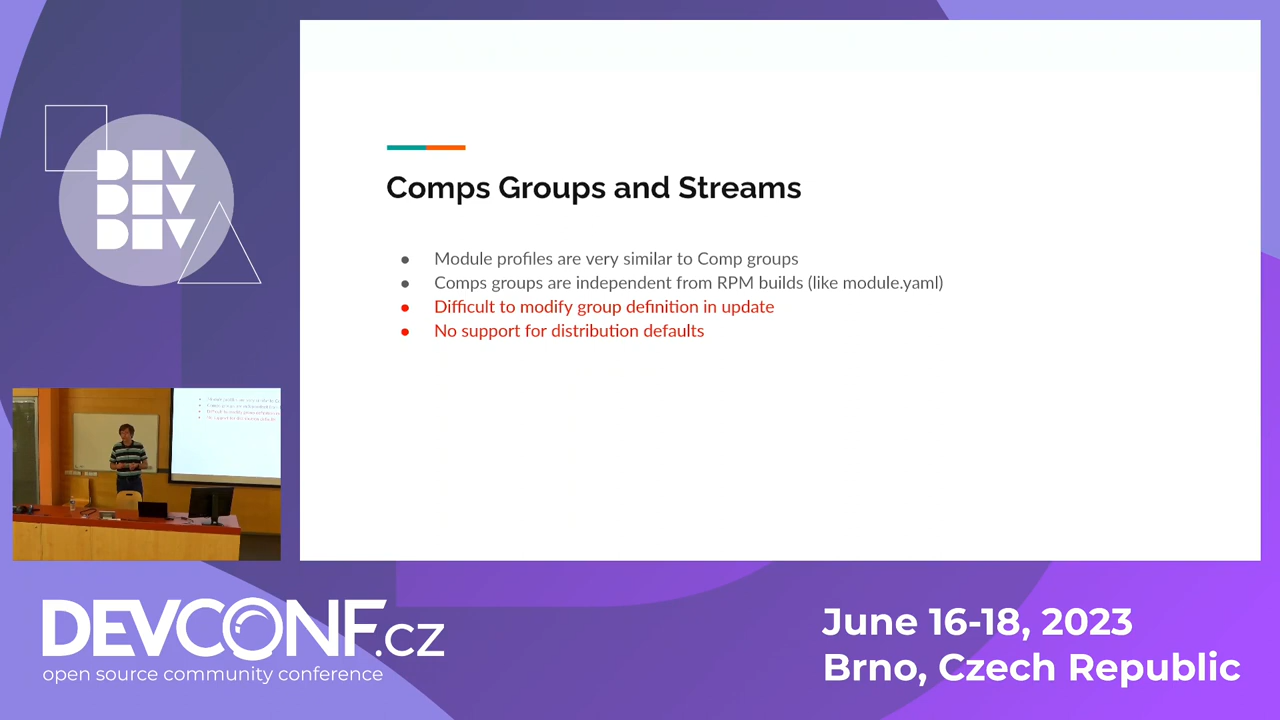 DEV
DEV
DEV
Comps Groups and Streams
● Module profiles are very similar to Comp groups
● Comps groups are independent from RPM builds (like module.yaml)
● Difficult to modify group definition in update
● No support for distribution defaults
DEVCONF.cz
open source community conference
June 16-18, 2023
Brno, Czech Republic